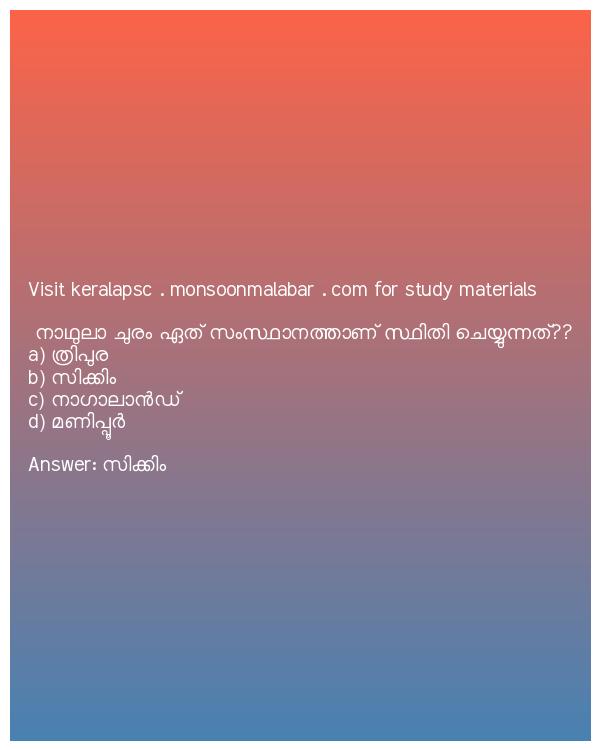 Visit keralapsc . monsoonmalabar . com for study materials
നാഥുലാ ചുരം ഏത് സംസ്ഥാനത്താണ് സ്ഥിതി ചെയ്യുന്നത്??
a) ത്രിപുര
b) സിക്കിം
c) നാഗാലാൻഡ്
d) മണിപ്പൂർ
Answer: സിക്കിം